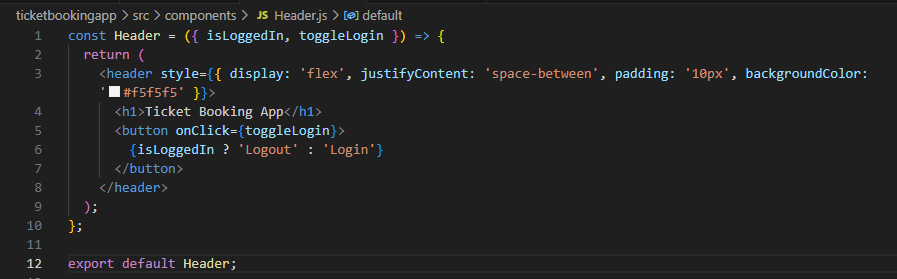 ticketbookingapp > src > components > JS Header.js > default
1 const Header = ({ isLoggedIn, toggleLogin }) => {
2   return (
3     <header style={{ display: 'flex', justifyContent: 'space-between', padding: '10px', backgroundColor:
    '#f5f5f5' }}>
4       <h1>Ticket Booking App</h1>
5       <button onClick={toggleLogin}>
6         {isLoggedIn ? 'Logout' : 'Login'}
7       </button>
8     </header>
9   );
10 };
11
12 export default Header;